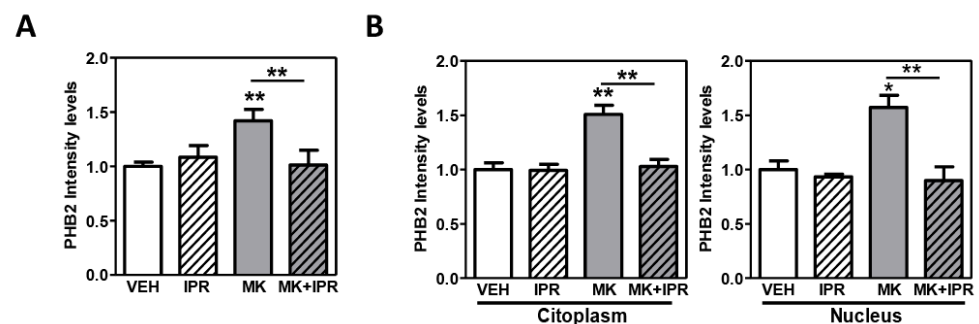 A
PHB2 Intensity levels
2.0
1.5
1.0
0.5
0.0
**
**
VEH IPR MK MK+IPR
B
PHB2 Intensity levels
2.0
1.5
1.0
0.5
0.0
**
**
VEH IPR MK MK+IPR
Citoplasm
PHB2 Intensity levels
2.0
1.5
1.0
0.5
0.0
**
*
VEH IPR MK MK+IPR
Nucleus